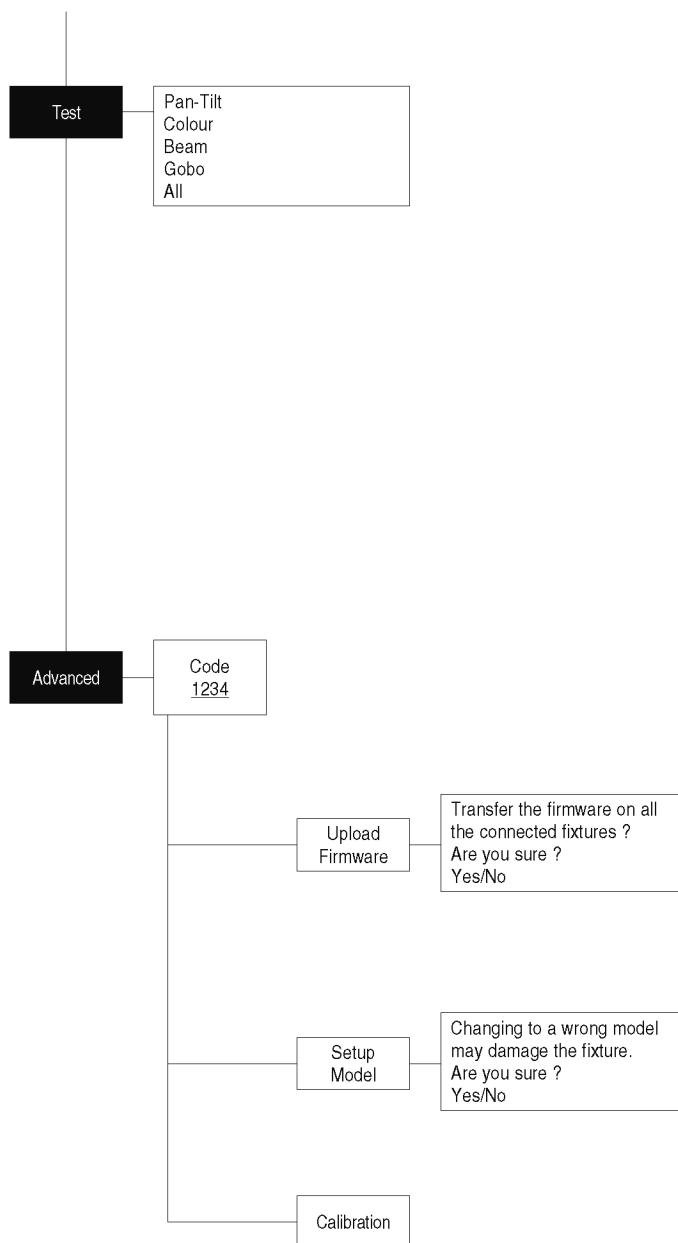 Test
Pan-Tilt
Colour
Beam
Gobo
All
Advanced
Code
1234
Upload
Firmware
Transfer the firmware on all
the connected fixtures ?
Are you sure ?
Yes/No
Setup
Model
Changing to a wrong model
may damage the fixture.
Are you sure ?
Yes/No
Calibration